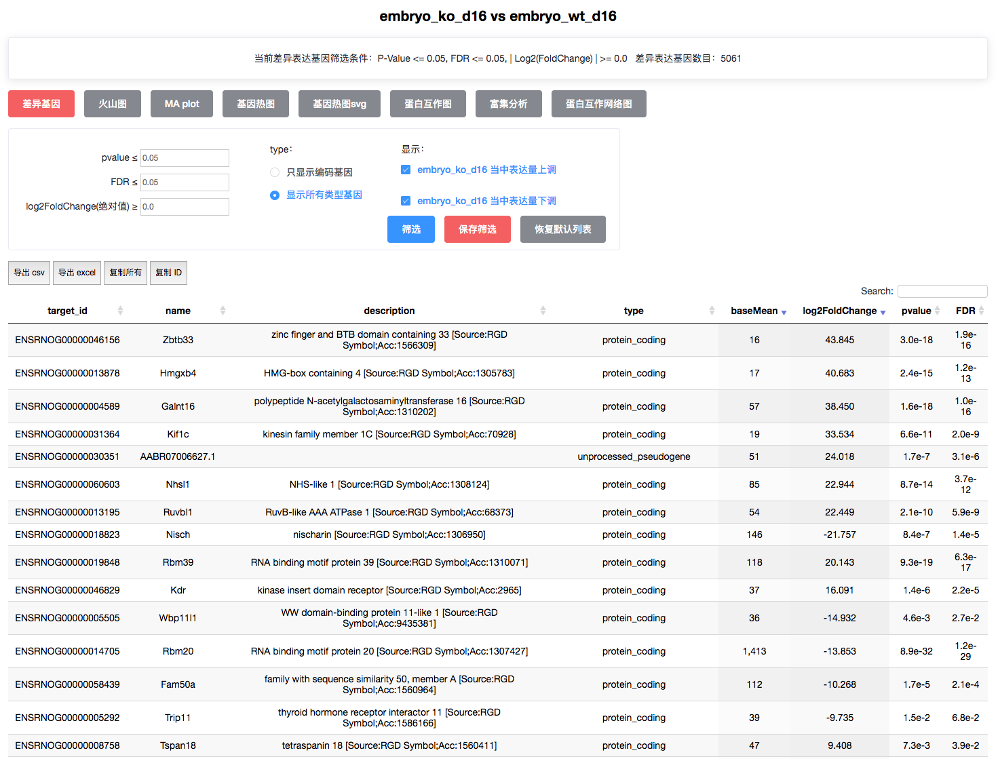 embryo_ko_d16 vs embryo_wt_d16
当前差异表达基因筛选条件：P-Value <= 0.05, FDR <= 0.05, | Log2(FoldChange) | >= 0.0 差异表达基因数目：5061
差异基因 火山图 MA plot 基因热图 基因热图svg 蛋白互作图 富集分析 蛋白互作网络图
pvalue ≤ 0.05
FDR ≤ 0.05
log2FoldChange(绝对值) ≥ 0.0
type：
只显示编码基因
显示所有类型基因
显示：
embryo_ko_d16 当中表达量上调
embryo_ko_d16 当中表达量下调
筛选 保存筛选 恢复默认列表
导出 csv 导出 excel 复制所有 复制 ID
Search:
target_id name description type baseMean log2FoldChange pvalue FDR
ENSRNOG00000046156 Zbtb33 zinc finger and BTB domain containing 33 [Source:RGD Symbol;Acc:1566309] protein_coding 16 43.845 3.0e-18 1.9e-16
ENSRNOG00000013878 Hmgxb4 HMG-box containing 4 [Source:RGD Symbol;Acc:1305783] protein_coding 17 40.683 2.4e-15 1.2e-13
ENSRNOG00000004589 Galnt16 polypeptide N-acetylgalactosaminyltransferase 16 [Source:RGD Symbol;Acc:1310202] protein_coding 57 38.450 1.6e-18 1.0e-16
ENSRNOG00000031364 Kif1c kinesin family member 1C [Source:RGD Symbol;Acc:70928] protein_coding 19 33.534 6.6e-11 2.0e-9
ENSRNOG00000030351 AABR07006627.1 unprocessed_pseudogene 51 24.018 1.7e-7 3.1e-6
ENSRNOG00000060603 Nhsl1 NHS-like 1 [Source:RGD Symbol;Acc:1308124] protein_coding 85 22.944 8.7e-14 3.7e-12
ENSRNOG00000013195 Ruvbl1 RuvB-like AAA ATPase 1 [Source:RGD Symbol;Acc:68373] protein_coding 54 22.449 2.1e-10 5.9e-9
ENSRNOG00000018823 Nisch nischarin [Source:RGD Symbol;Acc:1306950] protein_coding 146 -21.757 8.4e-7 1.4e-5
ENSRNOG00000019848 Rbm39 RNA binding motif protein 39 [Source:RGD Symbol;Acc:1310071] protein_coding 118 20.143 9.3e-19 6.3e-17
ENSRNOG00000046829 Kdr kinase insert domain receptor [Source:RGD Symbol;Acc:2965] protein_coding 37 16.091 1.4e-6 2.2e-5
ENSRNOG00000005505 Wbp11l1 WW domain-binding protein 11-like 1 [Source:RGD Symbol;Acc:9435381] protein_coding 36 -14.932 4.6e-3 2.7e-2
ENSRNOG00000014705 Rbm20 RNA binding motif protein 20 [Source:RGD Symbol;Acc:1307427] protein_coding 1,413 -13.853 8.9e-32 1.2e-29
ENSRNOG00000058439 Fam50a family with sequence similarity 50, member A [Source:RGD Symbol;Acc:1560964] protein_coding 112 -10.268 1.7e-5 2.1e-4
ENSRNOG00000005292 Trip11 thyroid hormone receptor interactor 11 [Source:RGD Symbol;Acc:1586166] protein_coding 39 -9.735 1.5e-2 6.8e-2
ENSRNOG00000008758 Tspan18 tetraspanin 18 [Source:RGD Symbol;Acc:1560411] protein_coding 47 9.408 7.3e-3 3.9e-2